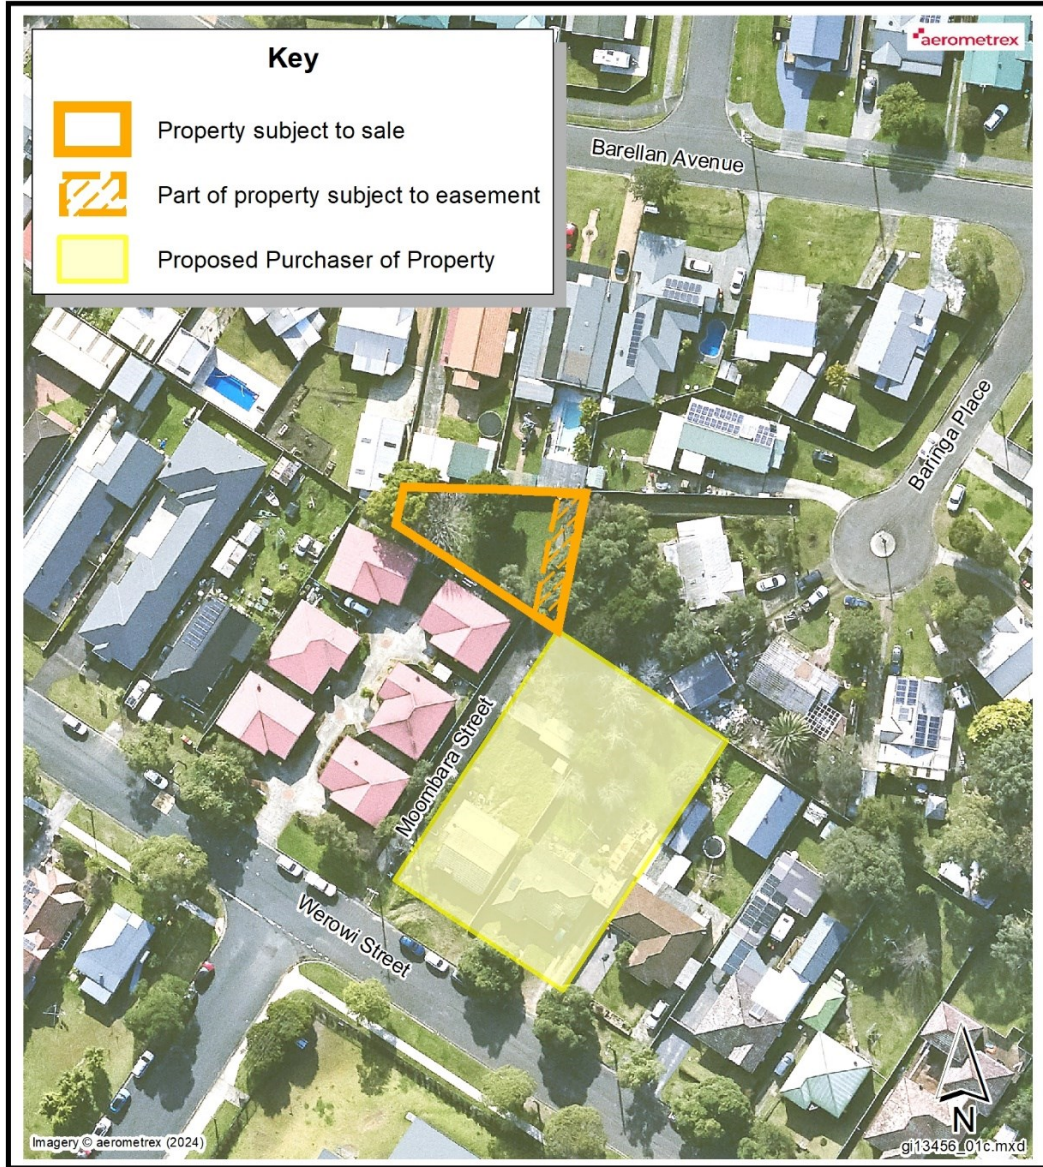 Key
aerometrex
Property subject to sale
Part of property subject to easement
Proposed Purchaser of Property
Barellan Avenue
Baringa Place
Moombara Street
Werowi Street
N
Imagery © aerometrex (2024)
gi13456_01c.mxd